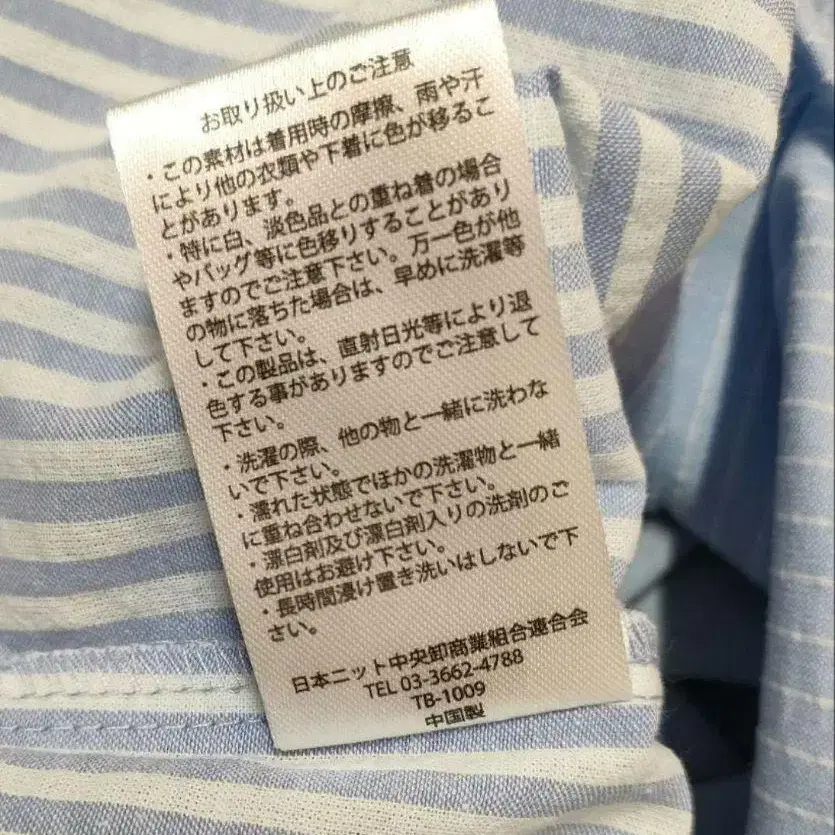 お取り扱い上のご注意
・この素材は着用時の摩擦、雨や汗
により他の衣類や下着に色が移るこ
とがあります。
・特に白、淡色品との重ね着の場合
やバッグ等に色移りすることがあり
ますのでご注意下さい。万一色が他
の物に落ちた場合は、早めに洗濯等
して下さい。
・この製品は、直射日光等により退
色する事がありますのでご注意して
下さい。
・洗濯の際、他の物と一緒に洗わな
いで下さい。
・濡れた状態でほかの洗濯物と一緒
に重ね合わせないで下さい。
・漂白剤及び漂白剤入りの洗剤のご
使用はお避け下さい。
・長時間浸け置き洗いはしないで下
さい。
日本ニット中央卸商業組合連合会
TEL 03-3662-4788
TB-1009
中国製